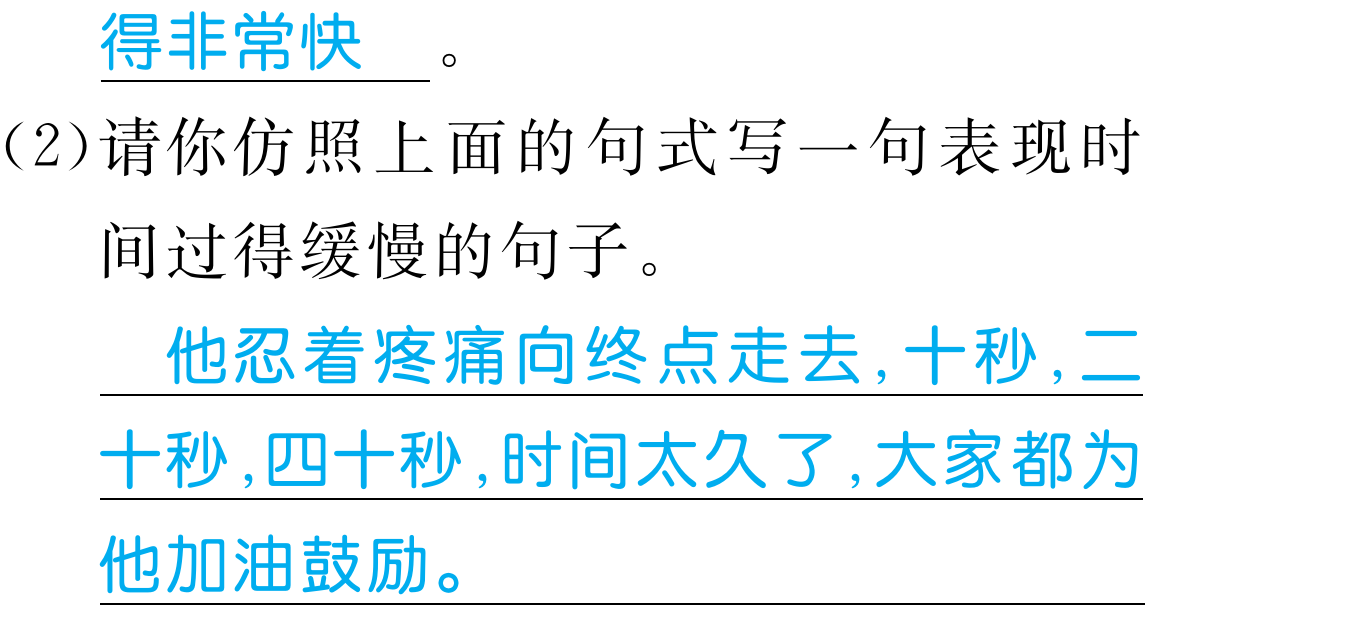 得非常快。
(2)请你仿照上面的句式写一句表现时
间过得缓慢的句子。
他忍着疼痛向终点走去,十秒,二
十秒,四十秒,时间太久了,大家都为
他加油鼓励。